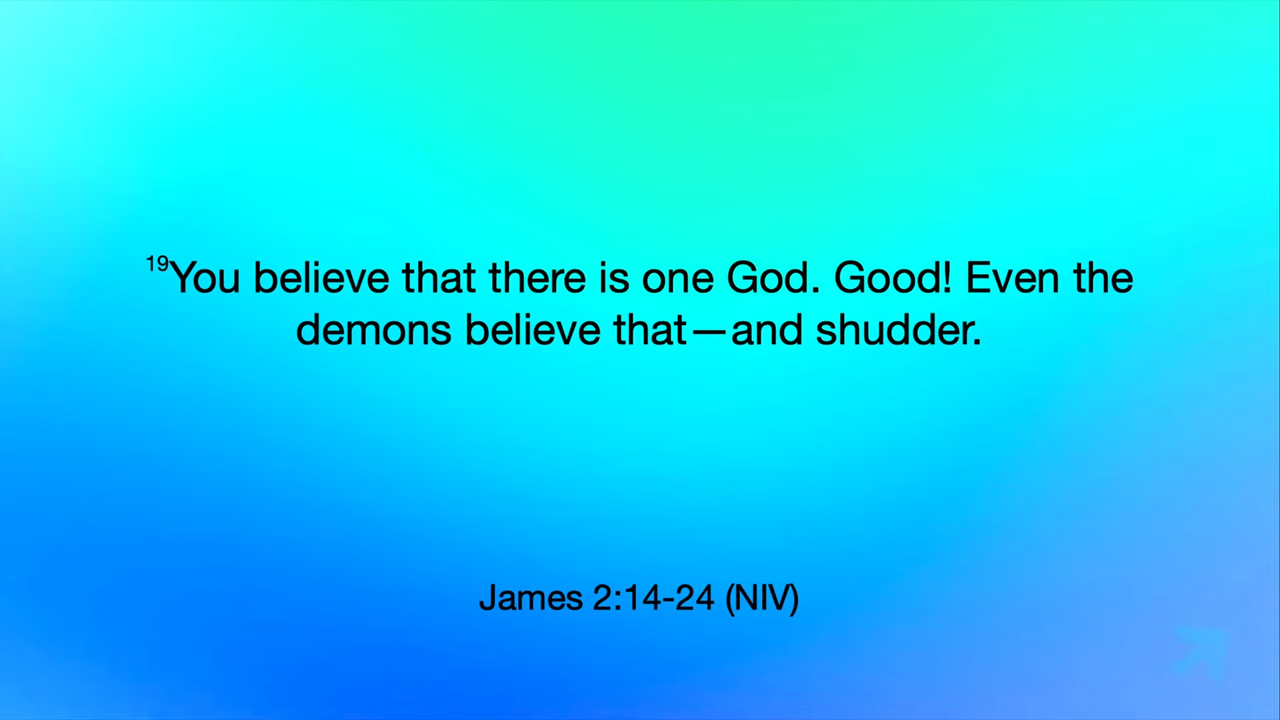 19You believe that there is one God. Good! Even the
demons believe that—and shudder.
James 2:14-24 (NIV)